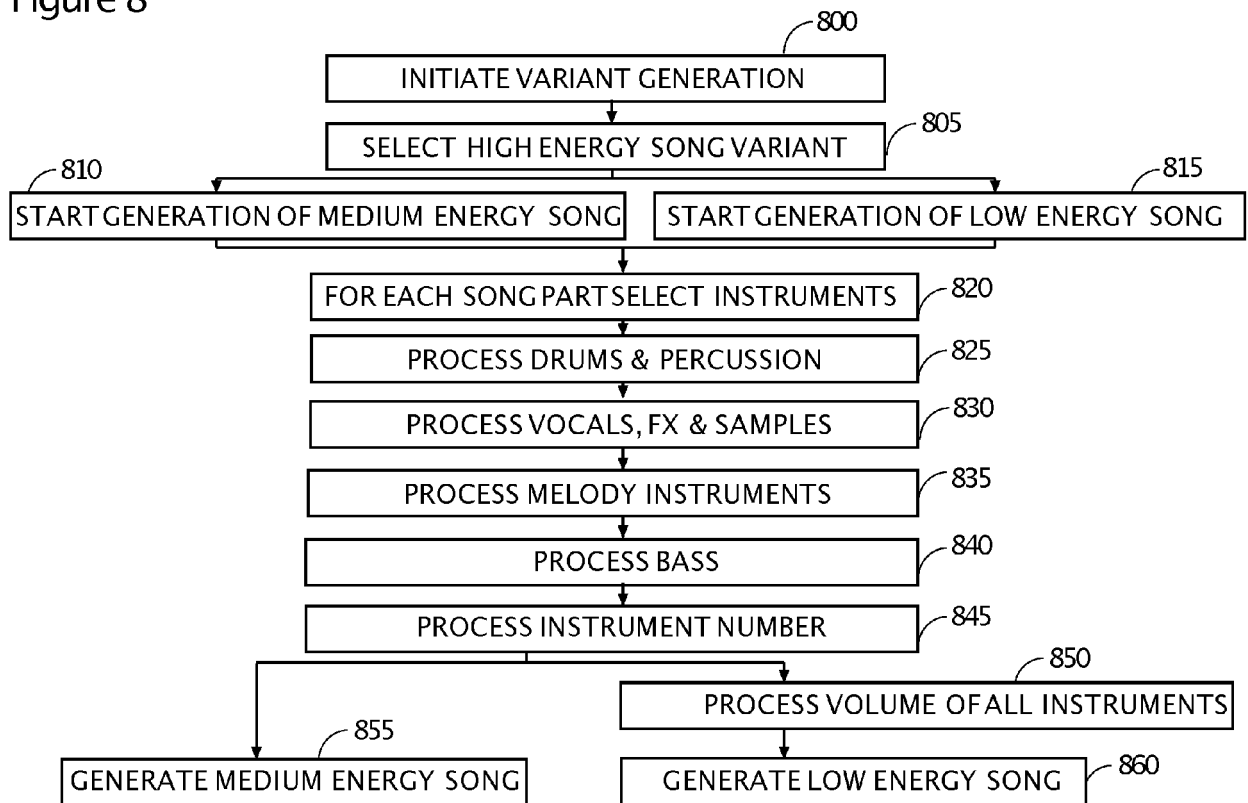 Figure 8
800
INITIATE VARIANT GENERATION
805
SELECT HIGH ENERGY SONG VARIANT
810
815
START GENERATION OF MEDIUM ENERGY SONG
START GENERATION OF LOW ENERGY SONG
FOR EACH SONG PART SELECT INSTRUMENTS
820
PROCESS DRUMS & PERCUSSION
825
PROCESS VOCALS, FX & SAMPLES
830
PROCESS MELODY INSTRUMENTS
835
PROCESS BASS
840
PROCESS INSTRUMENT NUMBER
845
850
PROCESS VOLUME OF ALL INSTRUMENTS
855
GENERATE MEDIUM ENERGY SONG
GENERATE LOW ENERGY SONG
860